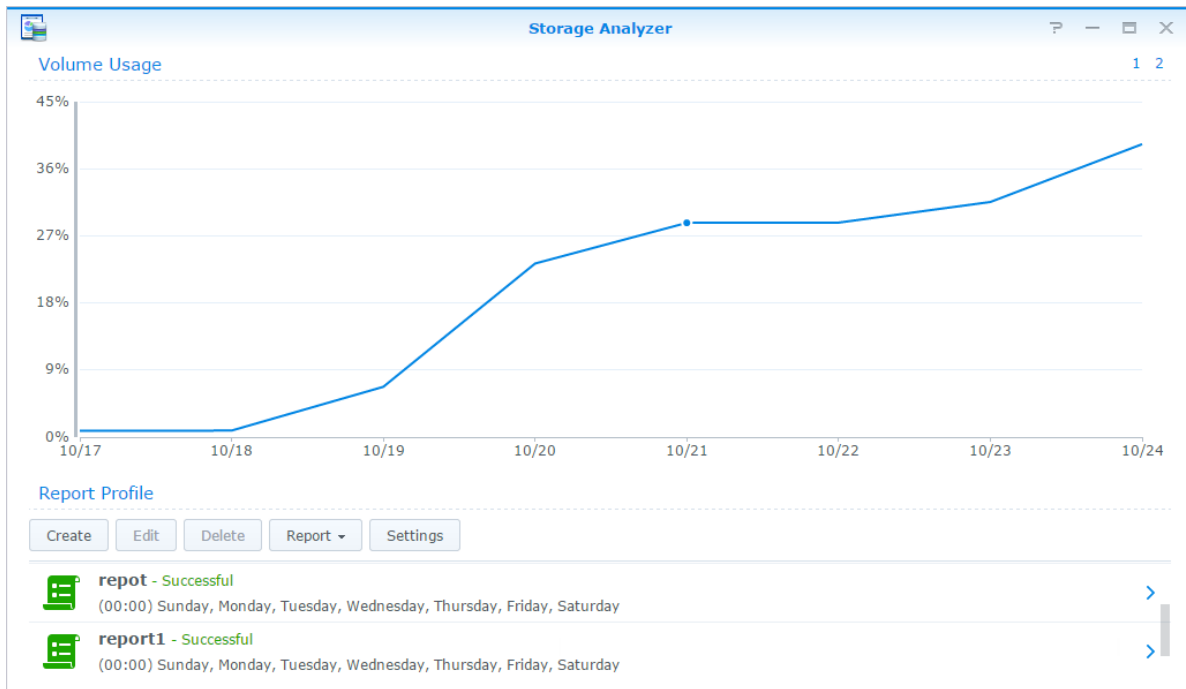 Storage Analyzer
Volume Usage
1 2
45%
36%
27%
18%
9%
0%
10/17 10/18 10/19 10/20 10/21 10/22 10/23 10/24
Report Profile
Create Edit Delete Report Settings
repot - Successful
(00:00) Sunday, Monday, Tuesday, Wednesday, Thursday, Friday, Saturday
report1 - Successful
(00:00) Sunday, Monday, Tuesday, Wednesday, Thursday, Friday, Saturday